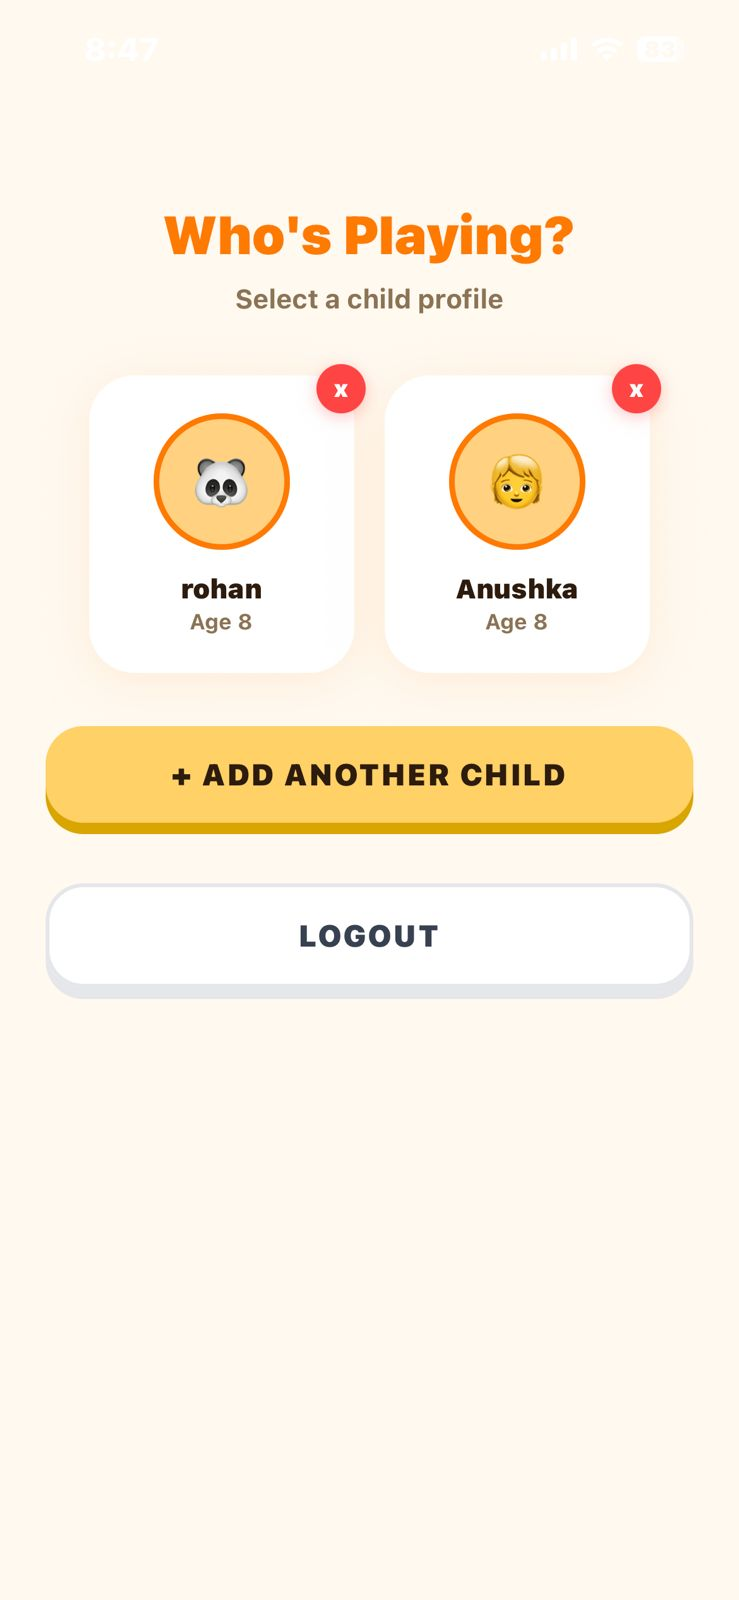 8:47
83
Who's Playing?
Select a child profile
x
x
rohan
Anushka
Age 8
Age 8
+ ADD ANOTHER CHILD
LOGOUT